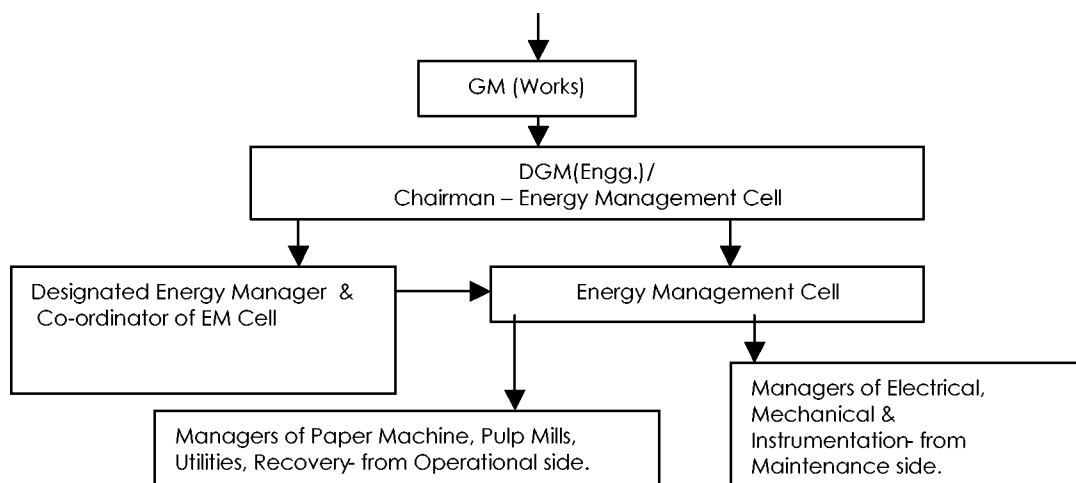 GM (Works)
DGM(Engg.)/
Chairman – Energy Management Cell
Designated Energy Manager &
Co-ordinator of EM Cell
Energy Management Cell
Managers of Paper Machine, Pulp Mills,
Utilities, Recovery- from Operational side.
Managers of Electrical,
Mechanical &
Instrumentation- from
Maintenance side.